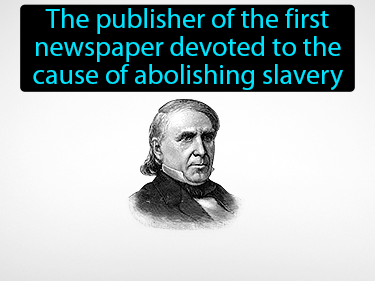 The publisher of the first
newspaper devoted to the
cause of abolishing slavery